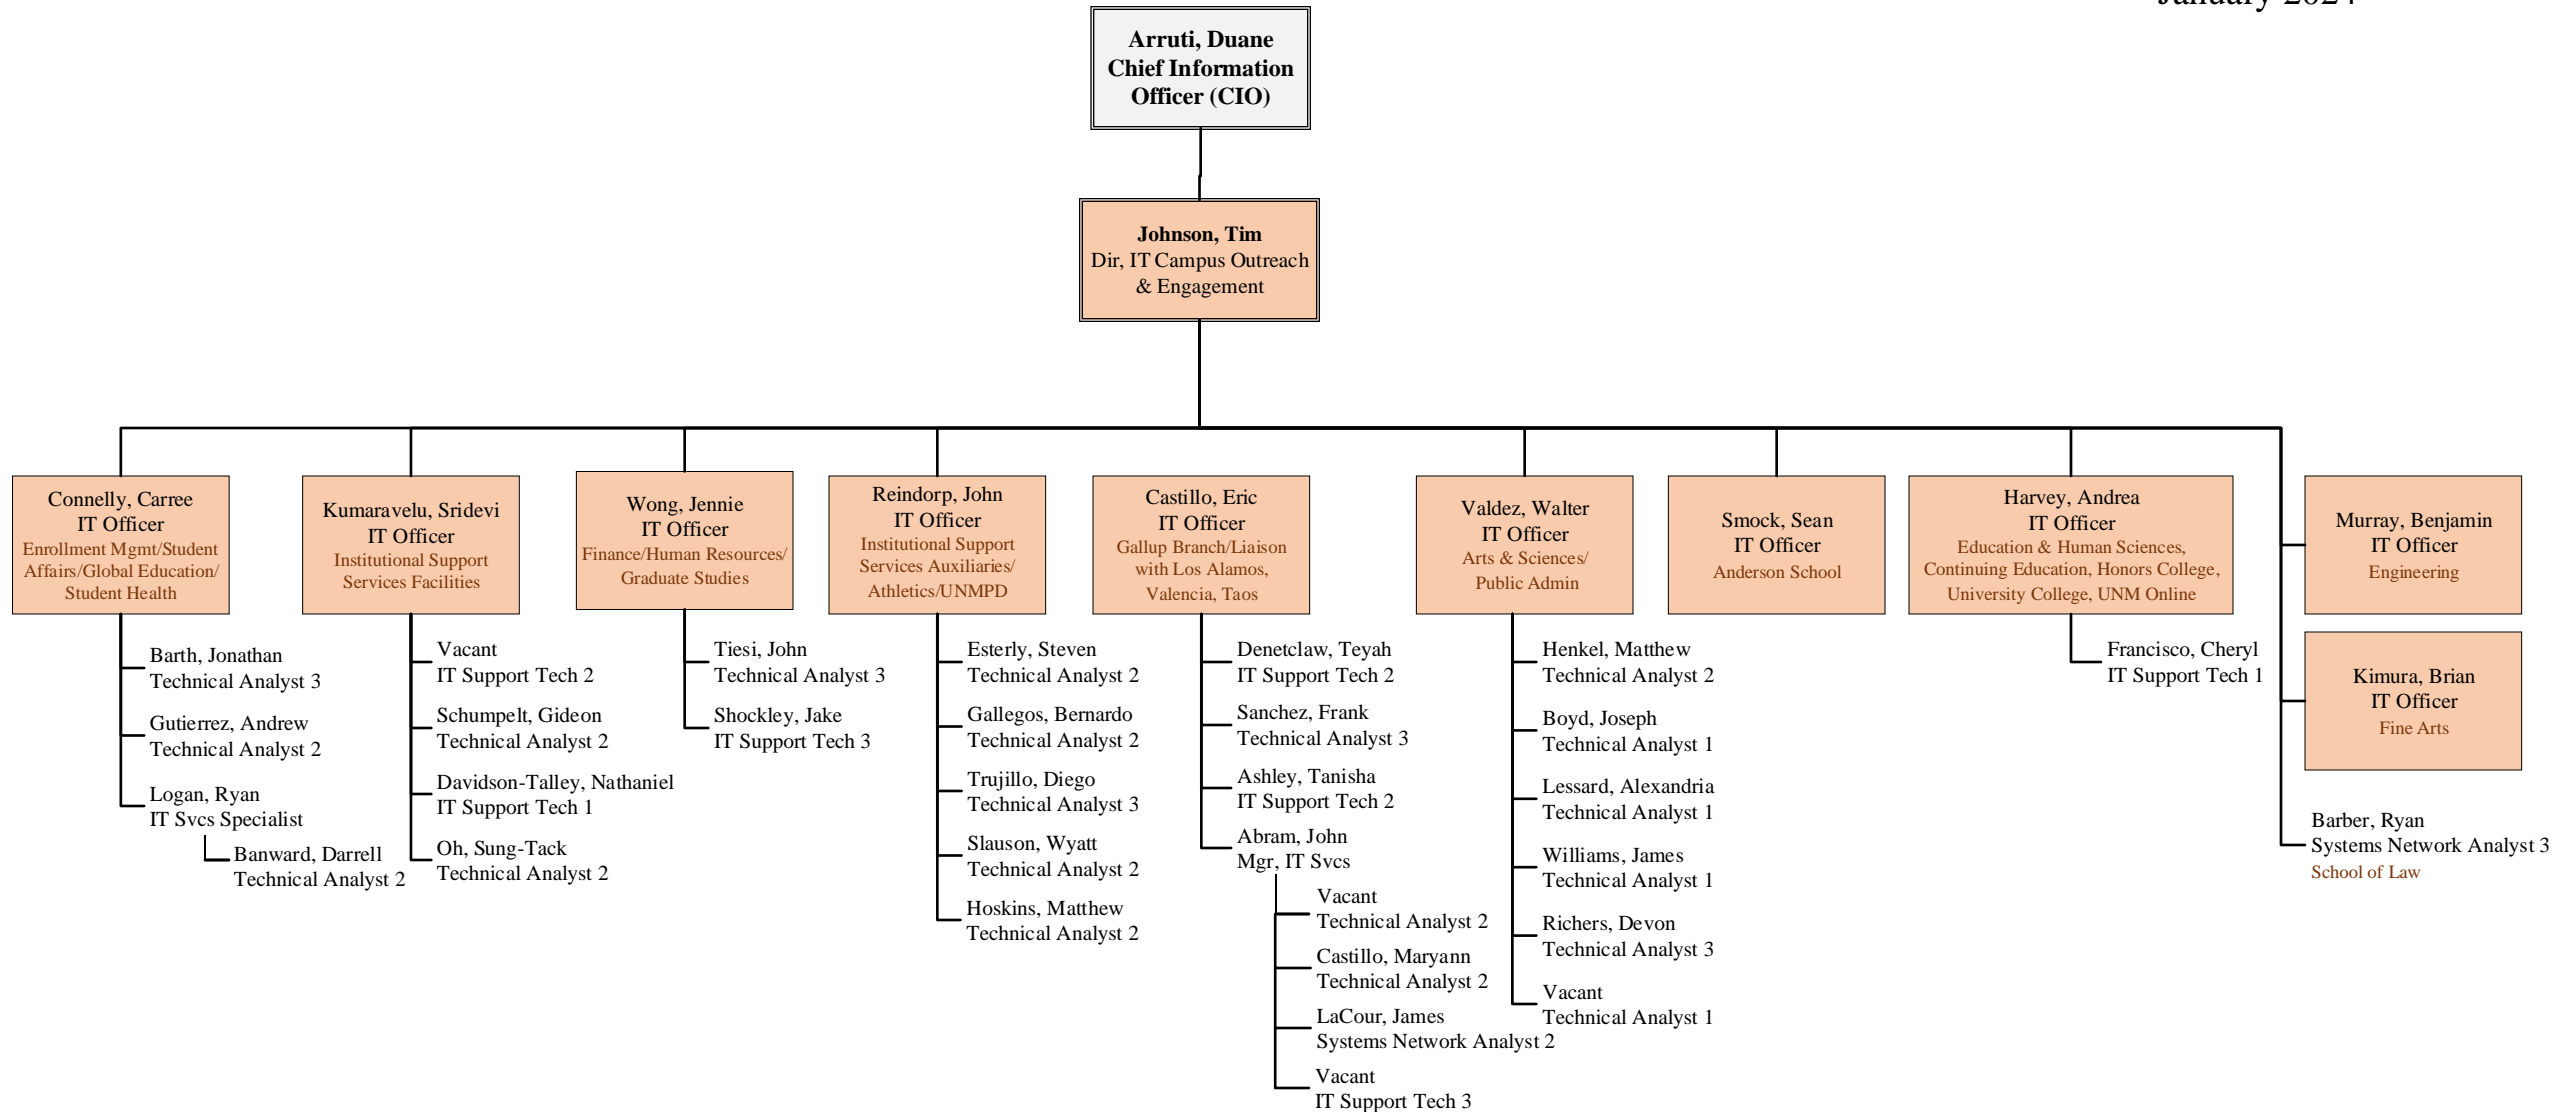 January 2024
Arruti, Duane
Chief Information
Officer (CIO)
Johnson, Tim
Dir, IT Campus Outreach
& Engagement
Connelly, Carree
IT Officer
Enrollment Mgmt/Student
Affairs/Global Education/
Student Health
Barth, Jonathan
Technical Analyst 3
Gutierrez, Andrew
Technical Analyst 2
Logan, Ryan
IT Svcs Specialist
Banward, Darrell
Technical Analyst 2
Kumaravelu, Sridevi
IT Officer
Institutional Support
Services Facilities
Vacant
IT Support Tech 2
Schumpelt, Gideon
Technical Analyst 2
Davidson-Talley, Nathaniel
IT Support Tech 1
Oh, Sung-Tack
Technical Analyst 2
Wong, Jennie
IT Officer
Finance/Human Resources/
Graduate Studies
Tiesi, John
Technical Analyst 3
Shockley, Jake
IT Support Tech 3
Reindorp, John
IT Officer
Institutional Support
Services Auxiliaries/
Athletics/UNMPD
Esterly, Steven
Technical Analyst 2
Gallegos, Bernardo
Technical Analyst 2
Trujillo, Diego
Technical Analyst 3
Slauson, Wyatt
Technical Analyst 2
Hoskins, Matthew
Technical Analyst 2
Castillo, Eric
IT Officer
Gallup Branch/Liaison
with Los Alamos,
Valencia, Taos
Denetclaw, Teyah
IT Support Tech 2
Sanchez, Frank
Technical Analyst 3
Ashley, Tanisha
IT Support Tech 2
Abram, John
Mgr, IT Svcs
Vacant
Technical Analyst 2
Castillo, Maryann
Technical Analyst 2
LaCour, James
Systems Network Analyst 2
Vacant
IT Support Tech 3
Valdez, Walter
IT Officer
Arts & Sciences/
Public Admin
Henkel, Matthew
Technical Analyst 2
Boyd, Joseph
Technical Analyst 1
Lessard, Alexandria
Technical Analyst 1
Williams, James
Technical Analyst 1
Richers, Devon
Technical Analyst 3
Vacant
Technical Analyst 1
Smock, Sean
IT Officer
Anderson School
Harvey, Andrea
IT Officer
Education & Human Sciences,
Continuing Education, Honors College,
University College, UNM Online
Francisco, Cheryl
IT Support Tech 1
Murray, Benjamin
IT Officer
Engineering
Kimura, Brian
IT Officer
Fine Arts
Barber, Ryan
Systems Network Analyst 3
School of Law